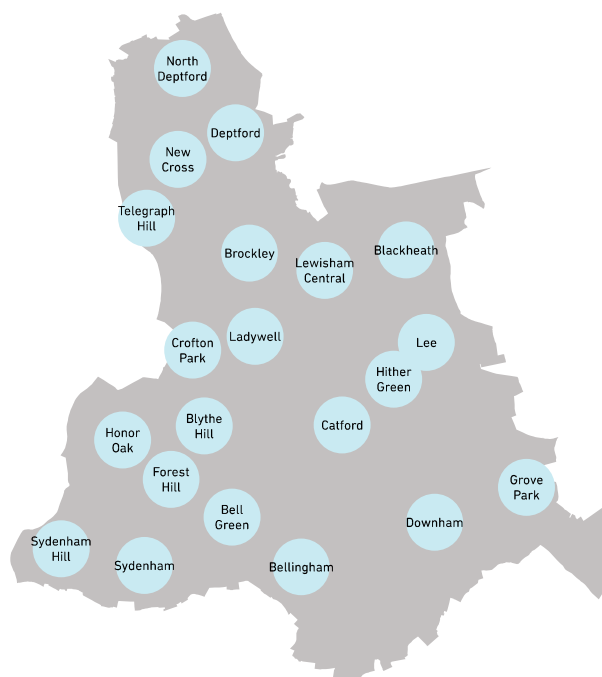 North
Deptford
Deptford
New
Cross
Telegraph
Hill
Brockley
Lewisham
Central
Blackheath
Crofton
Park
Ladywell
Lee
Hither
Green
Honor
Oak
Blythe
Hill
Catford
Forest
Hill
Grove
Park
Bell
Green
Downham
Sydenham
Hill
Sydenham
Bellingham